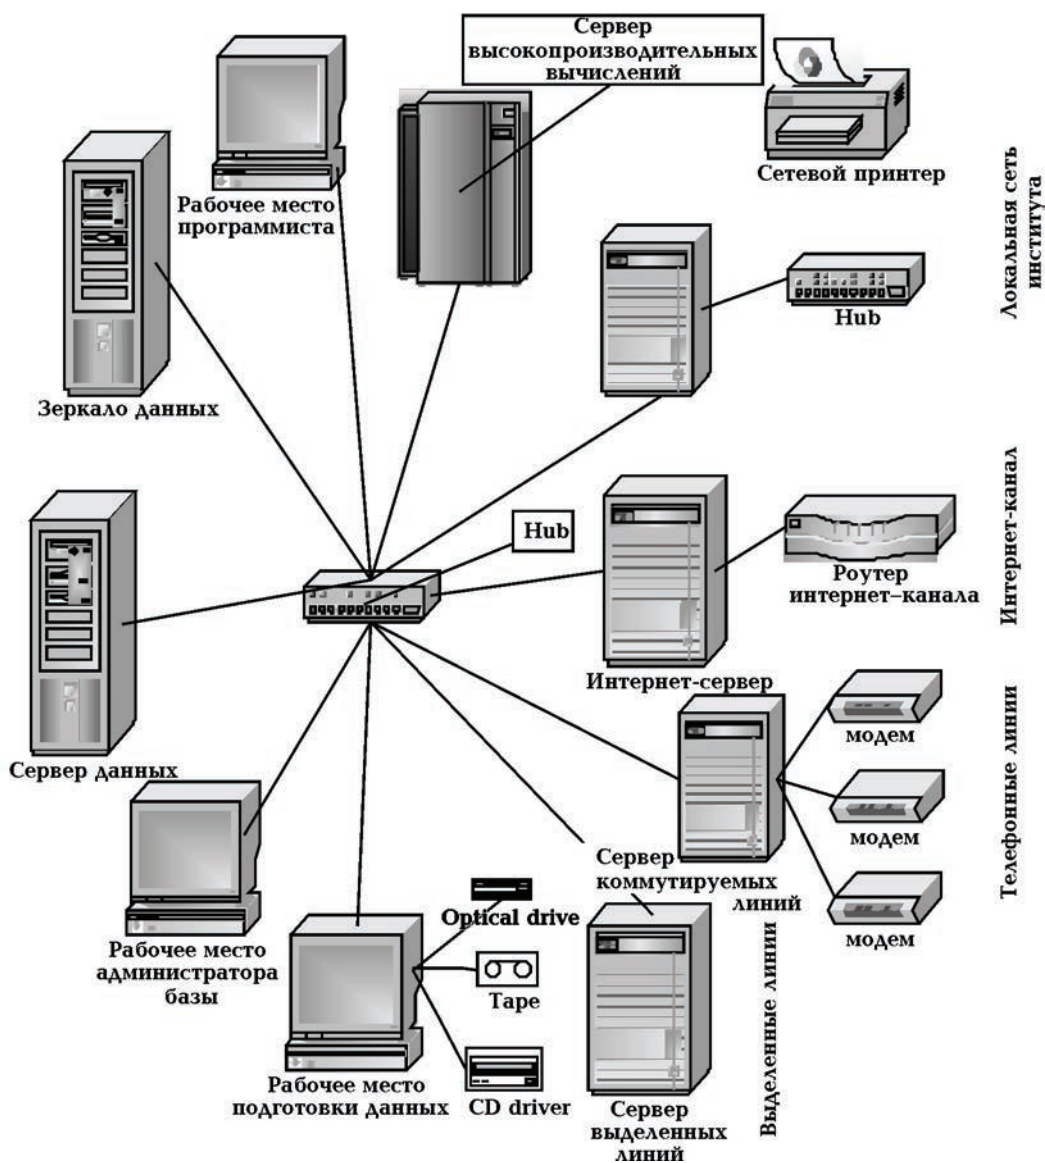 Сервер
высокопроизводительных
вычислений
Сетевой принтер
Рабочее место
программиста
Hub
Зеркало данных
Локальная сеть
института
Hub
Роутер
интернет-канала
Интернет-канал
Интернет-сервер
Сервер данных
модем
модем
модем
Телефонные линии
Сервер
коммутируемых
линий
Optical drive
Tape
CD driver
Рабочее место
администратора
базы
Рабочее место
подготовки данных
Сервер
выделенных
линий
Выделенные линии